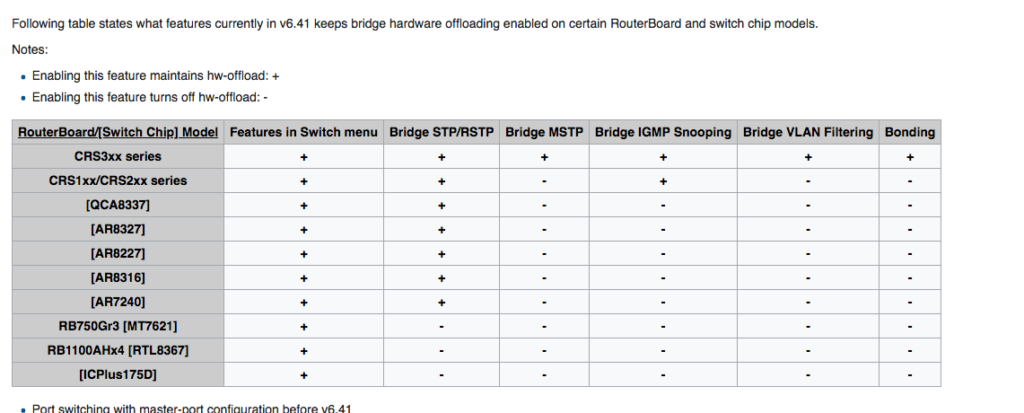 Following table states what features currently in v6.41 keeps bridge hardware offloading enabled on certain RouterBoard and switch chip models.
Notes:
• Enabling this feature maintains hw-offload: +
• Enabling this feature turns off hw-offload: -
RouterBoard/[Switch Chip] Model Features in Switch menu Bridge STP/RSTP Bridge MSTP Bridge IGMP Snooping Bridge VLAN Filtering Bonding
CRS3xx series + + + + + +
CRS1xx/CRS2xx series + + - + - -
[QCA8337] + + - - - -
[AR8327] + + - - - -
[AR8227] + + - - - -
[AR8316] + + - - - -
[AR7240] + + - - - -
RB750Gr3 [MT7621] + - - - - -
RB1100AHx4 [RTL8367] + - - - - -
[ICPlus175D] + - - - - -
• Port switching with master-port configuration before v6.41